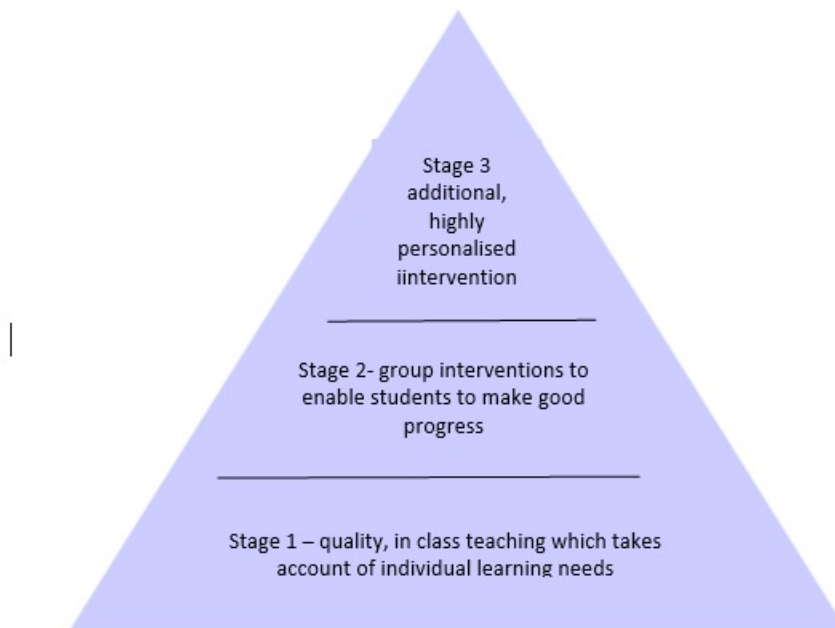 Stage 3
additional,
highly
personalised
iintervention
Stage 2- group interventions to
enable students to make good
progress
Stage 1 – quality, in class teaching which takes
account of individual learning needs